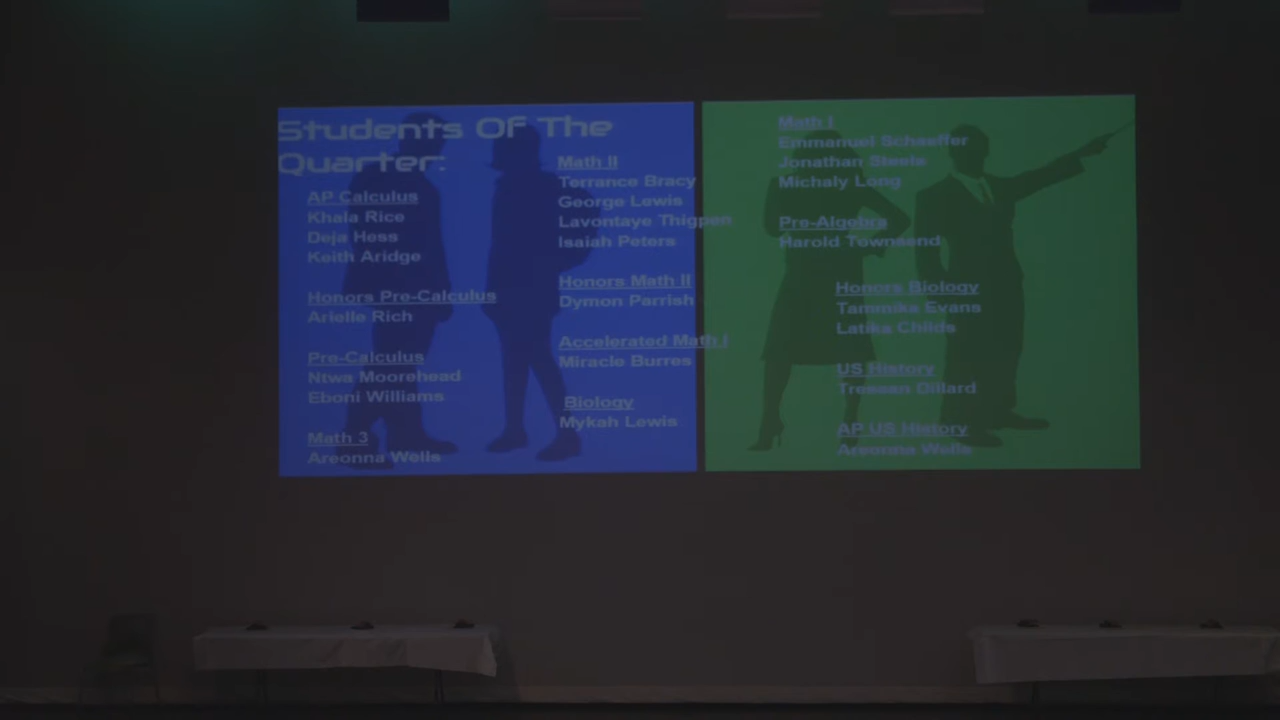 Students Of The
Quarter:
AP Calculus
Khala Rice
Deja Hess
Keith Aridge
Honors Pre-Calculus
Arielle Rich
Pre-Calculus
Ntwa Moorehead
Eboni Williams
Math 3
Areonna Wells
Math II
Terrance Bracy
George Lewis
Lavontaye Thigpen
Isaiah Peters
Honors Math II
Dymon Parrish
Accelerated Math I
Miracle Burres
Biology
Mykah Lewis
Math I
Emmanuel Schaeffer
Jonathan Steele
Michaly Long
Pre-Algebra
Harold Townsend
Honors Biology
Tammika Evans
Latika Childs
US History
Dillard
AP US History
Areonna Wells